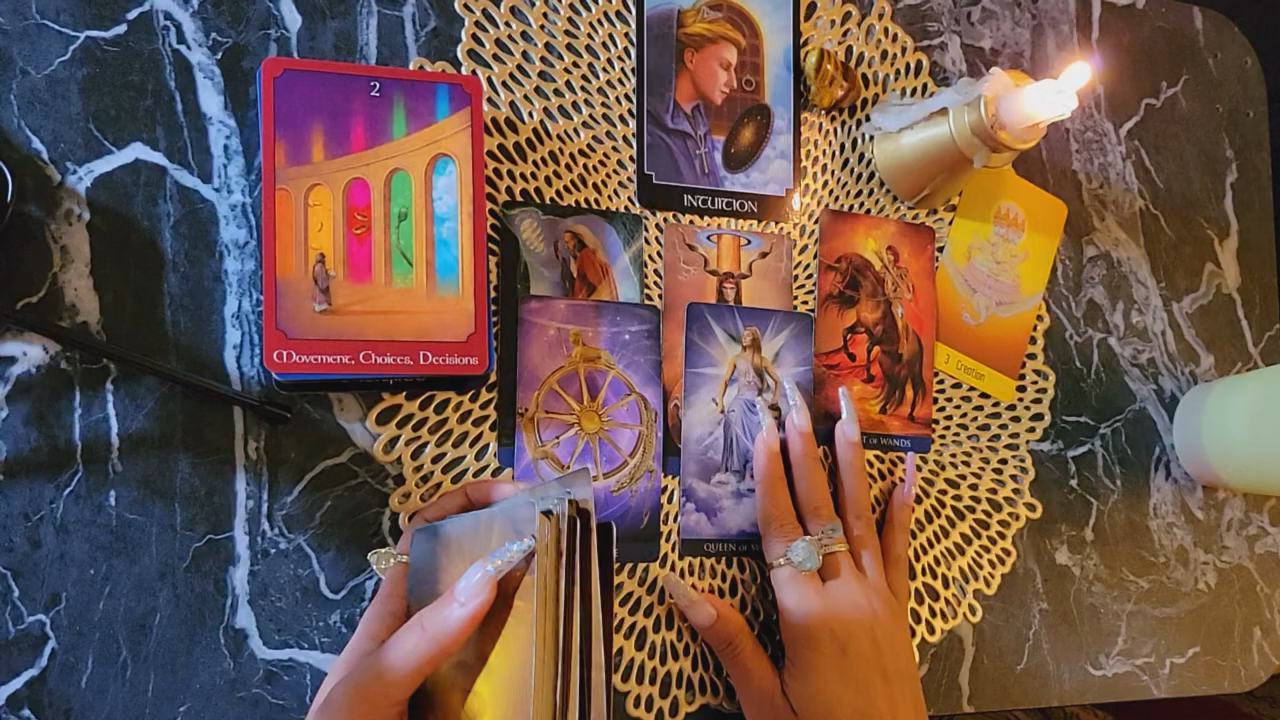 2
Movement, Choices, Decisions
INTUITION
3 Creation
OF WANDS
QUEEN OF